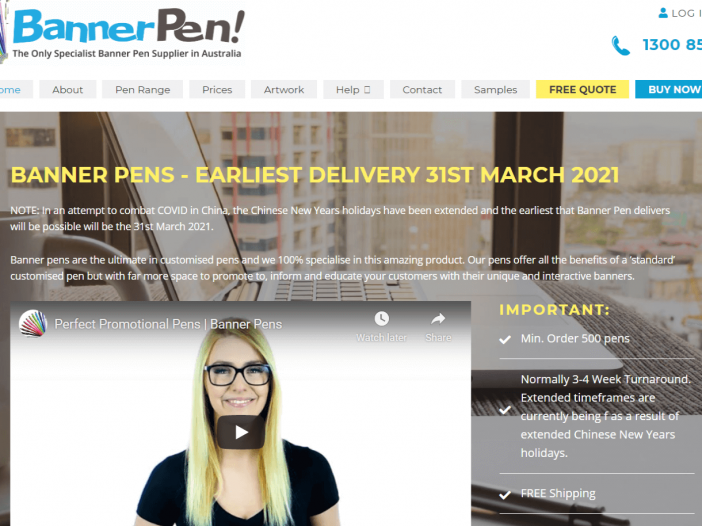 BannerPen!
The Only Specialist Banner Pen Supplier in Australia
LOG I
1300 85
ome About Pen Range Prices Artwork Help Contact Samples FREE QUOTE BUY NOW
BANNER PENS - EARLIEST DELIVERY 31ST MARCH 2021
NOTE: In an attempt to combat COVID in China, the Chinese New Years holidays have been extended and the earliest that Banner Pen delivers
will be possible will be the 31st March 2021.
Banner pens are the ultimate in customised pens and we 100% specialise in this amazing product. Our pens offer all the benefits of a 'standard'
customised pen but with far more space to promote to, inform and educate your customers with their unique and interactive banners.
Perfect Promotional Pens | Banner Pens
Watch later Share
IMPORTANT:
Min. Order 500 pens
Normally 3-4 Week Turnaround.
Extended timeframes are
currently being f as a result of
extended Chinese New Years
holidays.
FREE Shipping